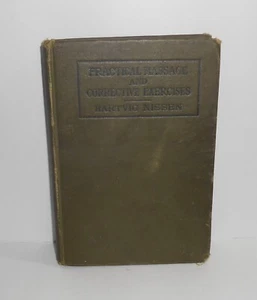 PRACTICAL MASSAGE
AND
CORRECTIVE EXERCISES
HARTVIG NISSEN